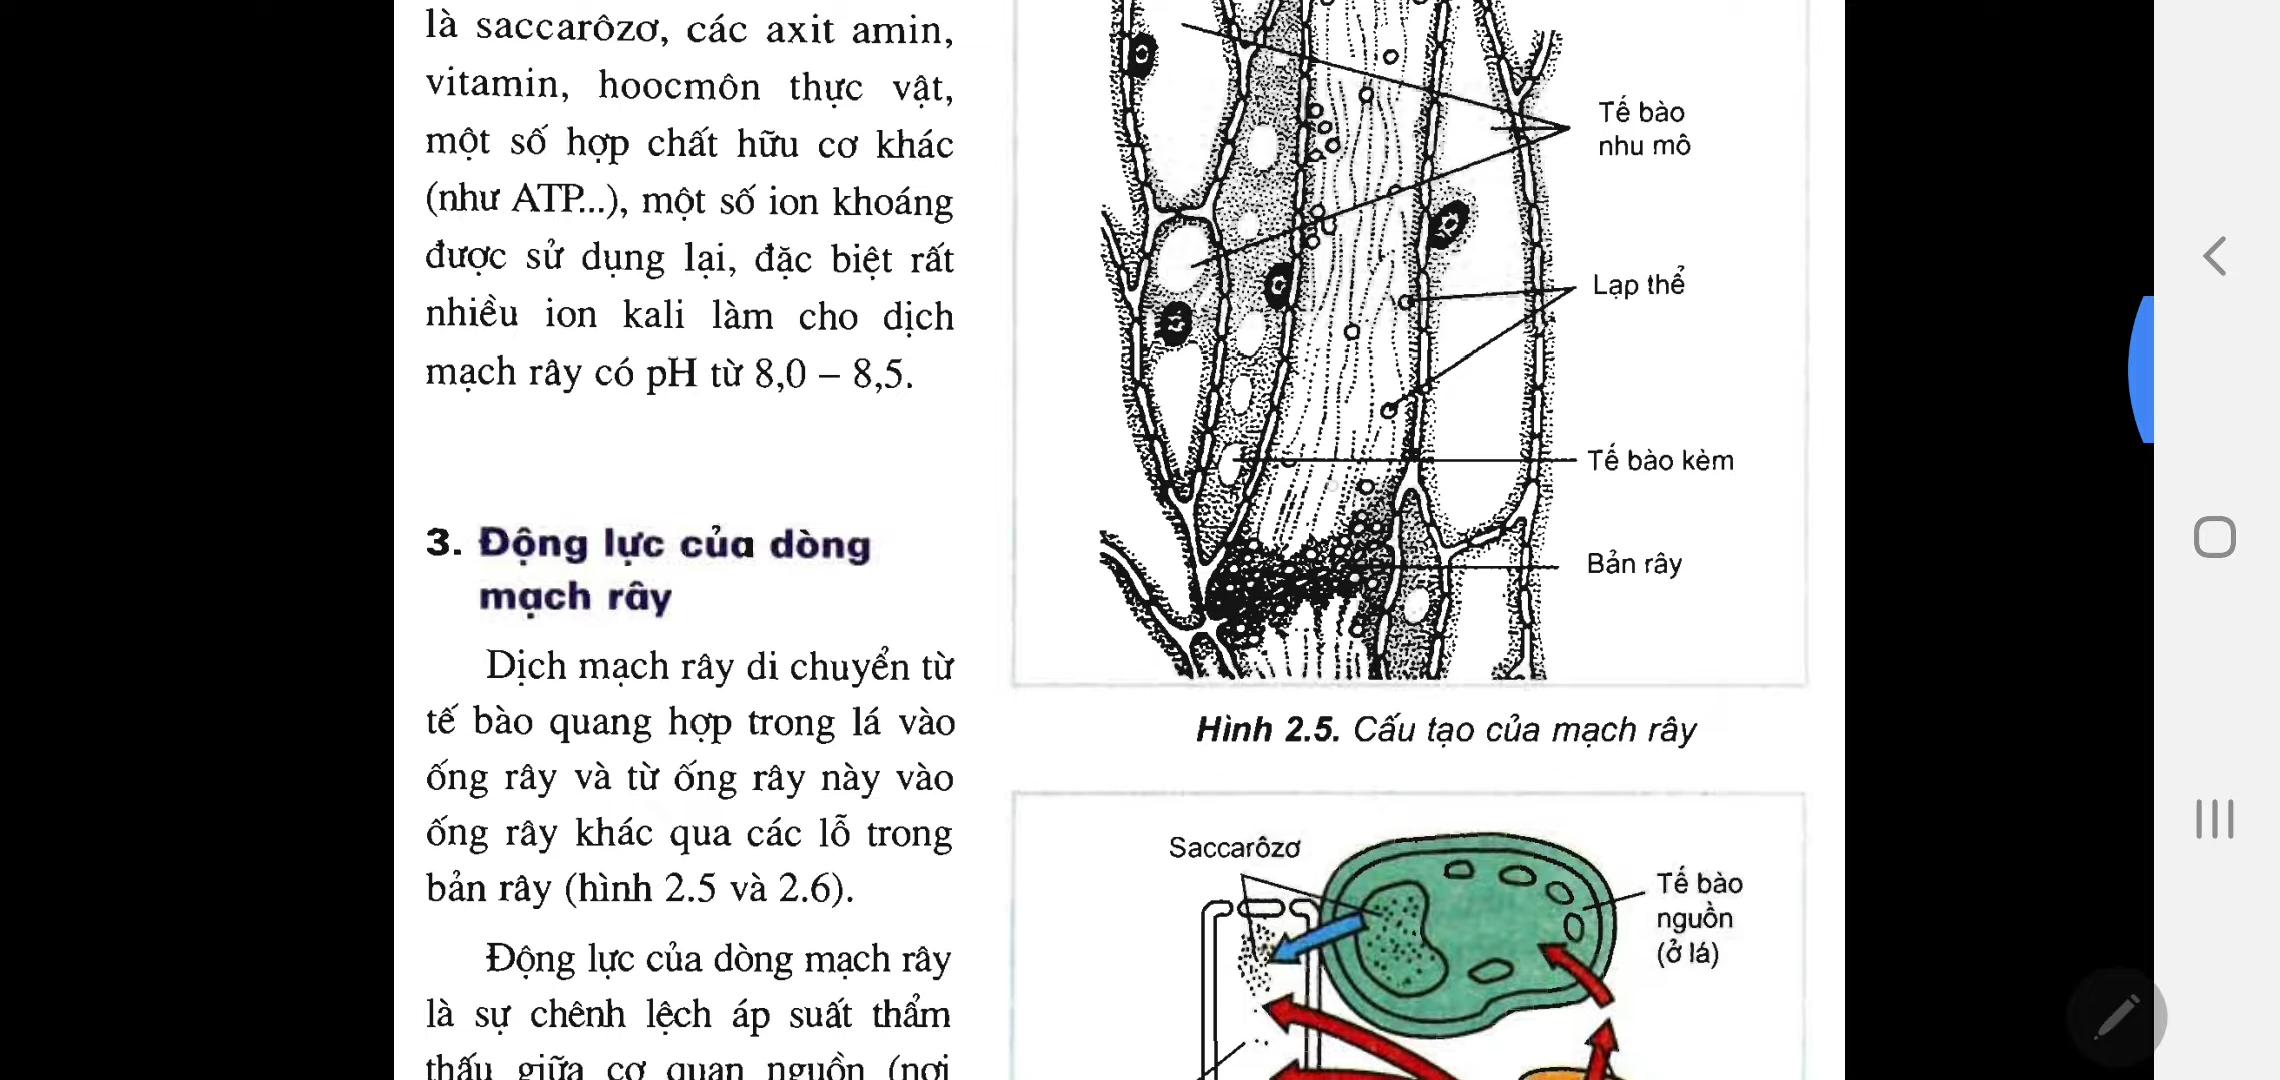 là saccarôzơ, các axit amin,
vitamin, hoocmôn thực vật,
một số hợp chất hữu cơ khác
(như ATP...), một số ion khoáng
được sử dụng lại, đặc biệt rất
nhiều ion kali làm cho dịch
mạch rây có pH từ 8,0 – 8,5.
3. Động lực của dòng
mạch rây
Dịch mạch rây di chuyển từ
tế bào quang hợp trong lá vào
ống rây và từ ống rây này vào
ống rây khác qua các lỗ trong
bản rây (hình 2.5 và 2.6).
Động lực của dòng mạch rây
là sự chênh lệch áp suất thẩm
thấu giữa cơ quan nguồn (nơi
Tế bào
nhu mô
Lạp thể
Tế bào kèm
Bản rây
Hình 2.5. Cấu tạo của mạch rây
Saccarôzơ
Tế bào
nguồn
(ở lá)